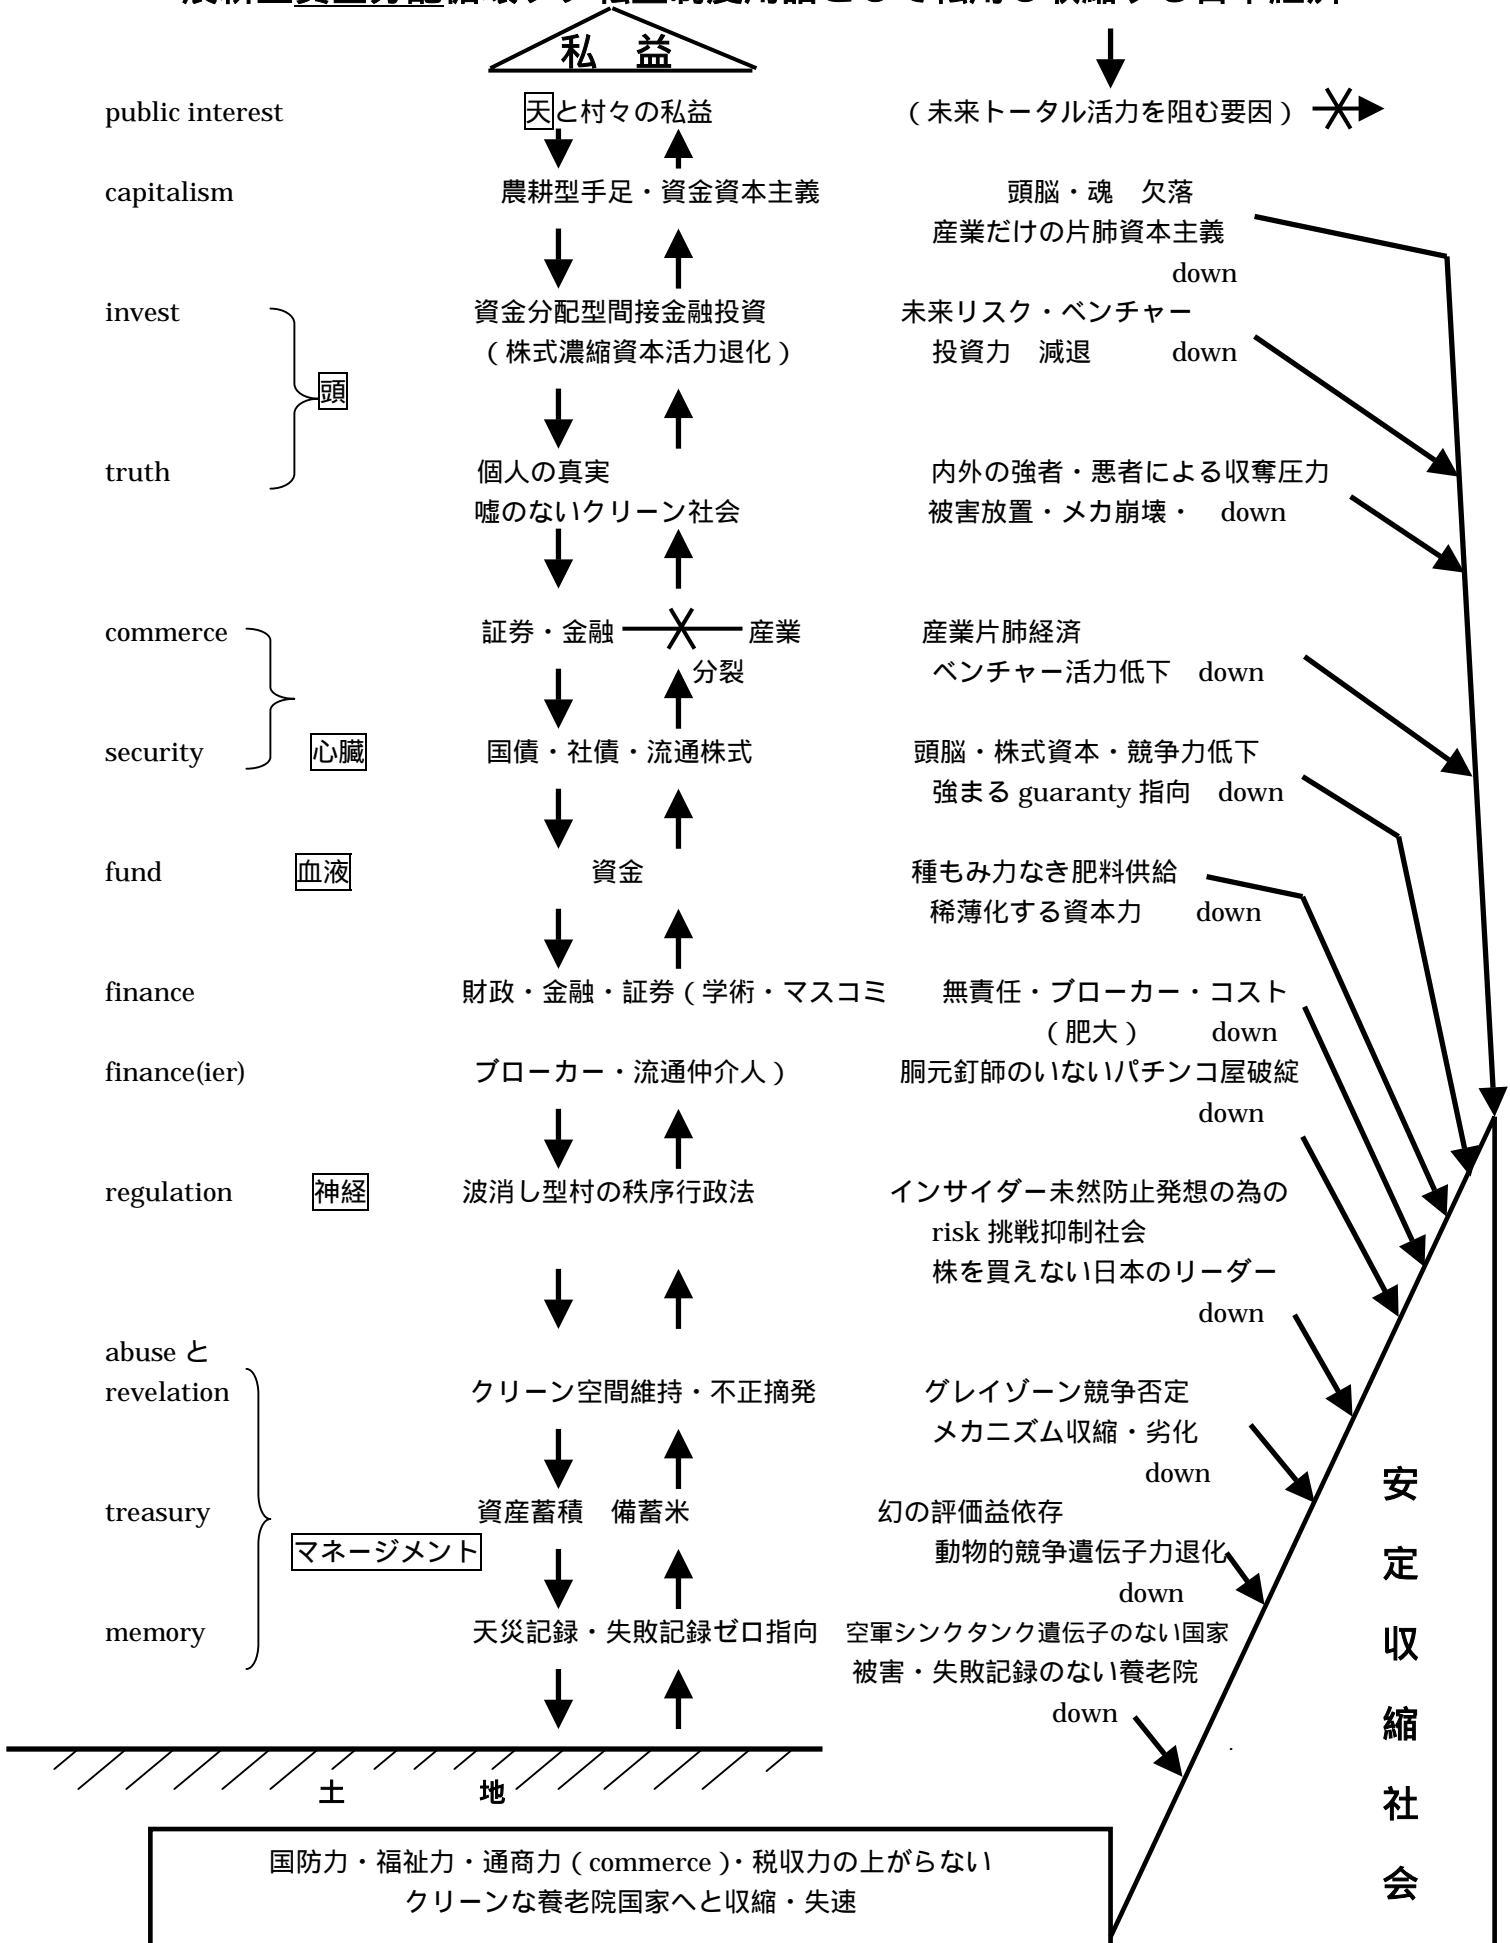 私 益
public interest 天と村々の私益 (未来トータル活力を阻む要因)
capitalism 農耕型手足・資金資本主義 頭脳・魂 欠落
産業だけの片肺資本主義
down
invest 資金分配型間接金融投資 未来リスク・ベンチャー
(株式濃縮資本活力退化) 投資力 減退 down
頭
truth 個人の真実 内外の強者・悪者による収奪圧力
嘘のないクリーン社会 被害放置・メカ崩壊・ down
commerce 証券・金融 産業 産業片肺経済
分裂 ベンチャー活力低下 down
security 心臓 国債・社債・流通株式 頭脳・株式資本・競争力低下
強まる guaranty 指向 down
fund 血液 資金 種もみ力なき肥料供給
稀薄化する資本力 down
finance 財政・金融・証券(学術・マスコミ 無責任・ブローカー・コスト
(肥大) down
finance(ier) ブローカー・流通仲介人) 胴元釘師のいないパチンコ屋破綻
down
regulation 神経 波消し型村の秩序行政法 インサイダー未然防止発想の為の
risk 挑戦抑制社会
株を買えない日本のリーダー
down
abuse と
revelation クリーン空間維持・不正摘発 グレイゾーン競争否定
メカニズム収縮・劣化
down
treasury 資産蓄積 備蓄米 幻の評価益依存
マネージメント 動物的競争遺伝子力退化
down
memory 天災記録・失敗記録ゼロ指向 空軍シンクタンク遺伝子のない国家
被害・失敗記録のない養老院
down
安定収縮社会
土 地
国防力・福祉力・通商力(commerce)・税収力の上がらない
クリーンな養老院国家へと収縮・失速